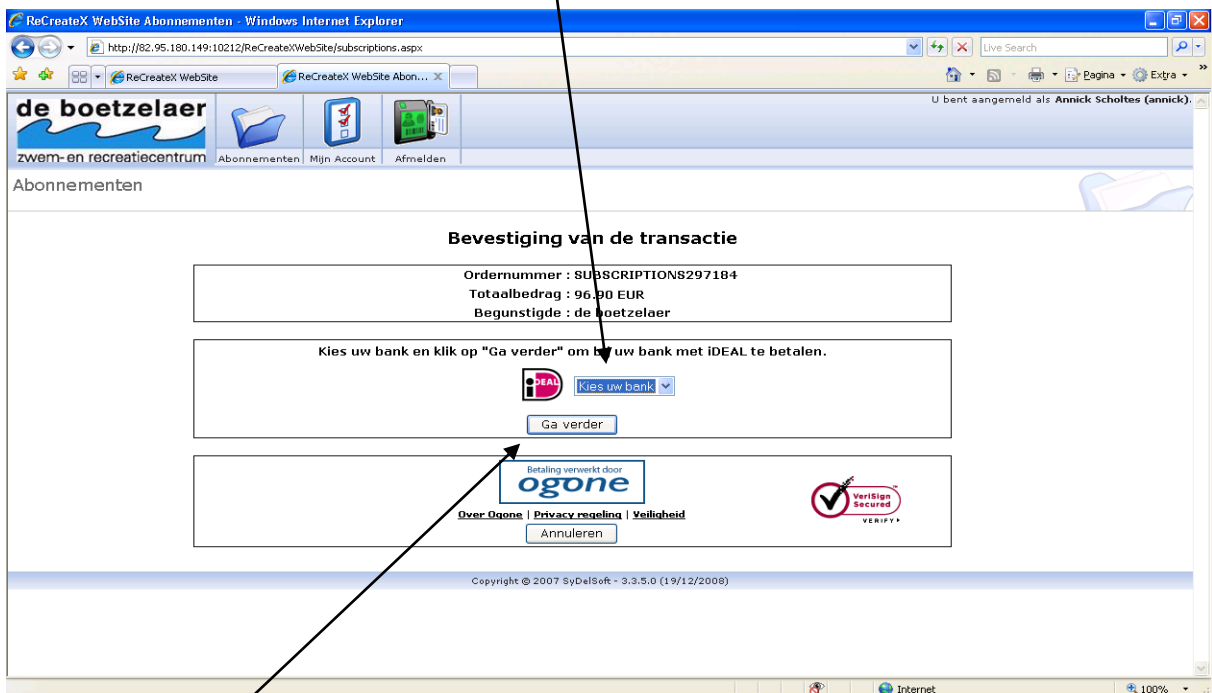 ReCreateX WebSite Abonnementen - Windows Internet Explorer
http://82.95.180.149:10212/ReCreateXWebSite/subscriptions.aspx
Live Search
ReCreateX WebSite
ReCreateX WebSite Abon...
Pagina
Extra
de boetzelaer
zwem- en recreatiecentrum
Abonnementen
Mijn Account
Afmelden
U bent aangemeld als Annick Scholtes (annick).
Abonnementen
Bevestiging van de transactie
Ordernummer : SUBSCRIPTIONS297184
Totaalbedrag : 96.90 EUR
Begunstigde : de boetzelaer
Kies uw bank en klik op "Ga verder" om bij uw bank met iDEAL te betalen.
iDEAL
Kies uw bank
Ga verder
Betaling verwerkt door
ogone
Over Ogone | Privacy regeling | Veiligheid
Annuleren
VeriSign
Secured
VERIFY
Copyright © 2007 SyDelSoft - 3.3.5.0 (19/12/2008)
Internet
100%